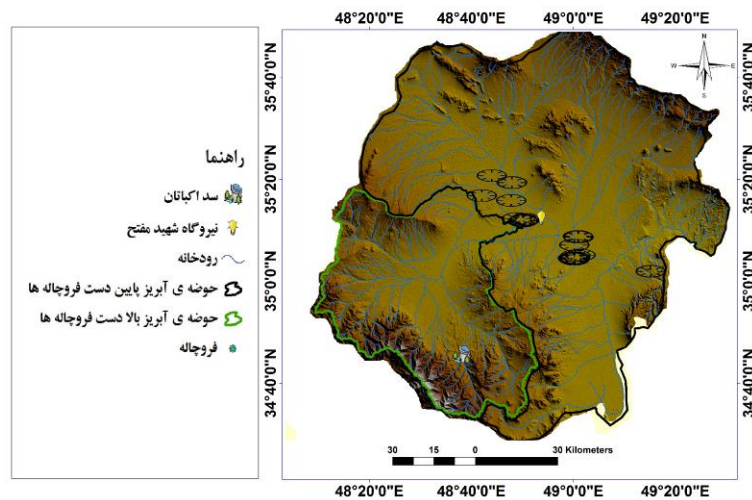 راهنما
سد اکباتان
نیروگاه شهید مفتح
رودخانه
حوضه ی آبریز پایین دست فروچاله ها
حوضه ی آبریز بالا دست فروچاله ها
فروچاله
48°20'0"E 48°40'0"E 49°0'0"E 49°20'0"E
N
W E
S
35°40'0"N 35°40'0"N
35°20'0"N 35°20'0"N
35°0'0"N 35°0'0"N
34°40'0"N 34°40'0"N
30 15 0 30 Kilometers
48°20'0"E 48°40'0"E 49°0'0"E 49°20'0"E